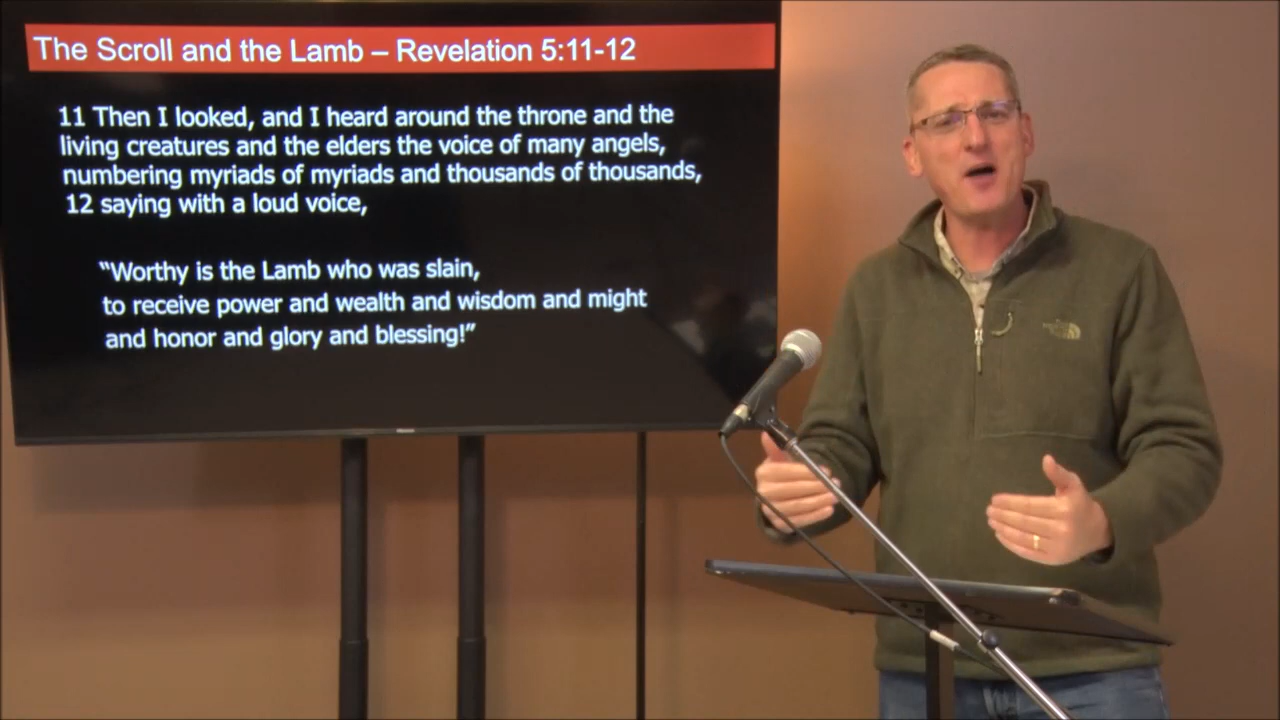 The Scroll and the Lamb – Revelation 5:11-12
11 Then I looked, and I heard around the throne and the
living creatures and the elders the voice of many angels,
numbering myriads of myriads and thousands of thousands,
12 saying with a loud voice,
“Worthy is the Lamb who was slain,
to receive power and wealth and wisdom and might
and honor and glory and blessing!”